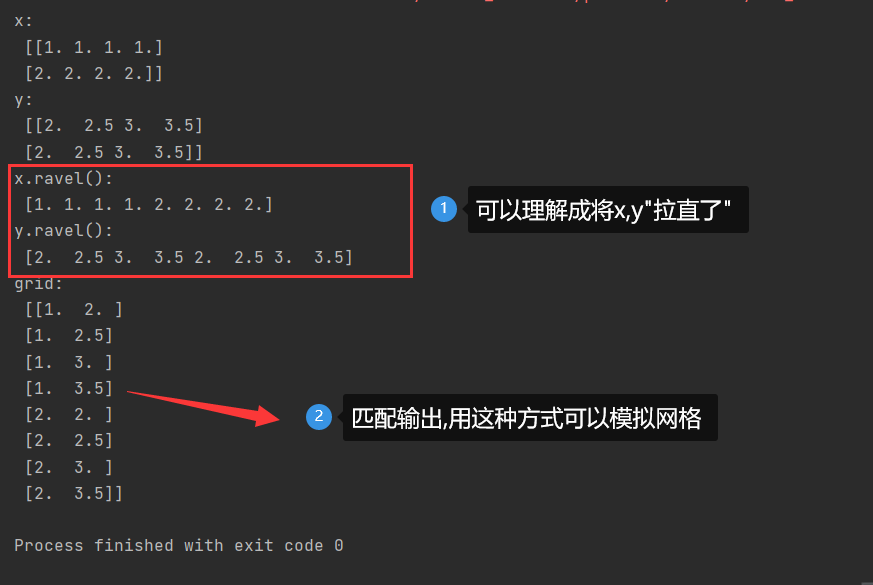 x:
[[1. 1. 1. 1.]
[2. 2. 2. 2.]]
y:
[[2.  2.5 3.  3.5]
[2.  2.5 3.  3.5]]
x.ravel():
[1. 1. 1. 1. 2. 2. 2. 2.]
1 可以理解成将x,y"拉直了"
y.ravel():
[2.  2.5 3.  3.5 2.  2.5 3.  3.5]
grid:
[[1.  2. ]
[1.  2.5]
[1.  3. ]
[1.  3.5]
2 匹配输出,用这种方式可以模拟网格
[2.  2. ]
[2.  2.5]
[2.  3. ]
[2.  3.5]]
Process finished with exit code 0